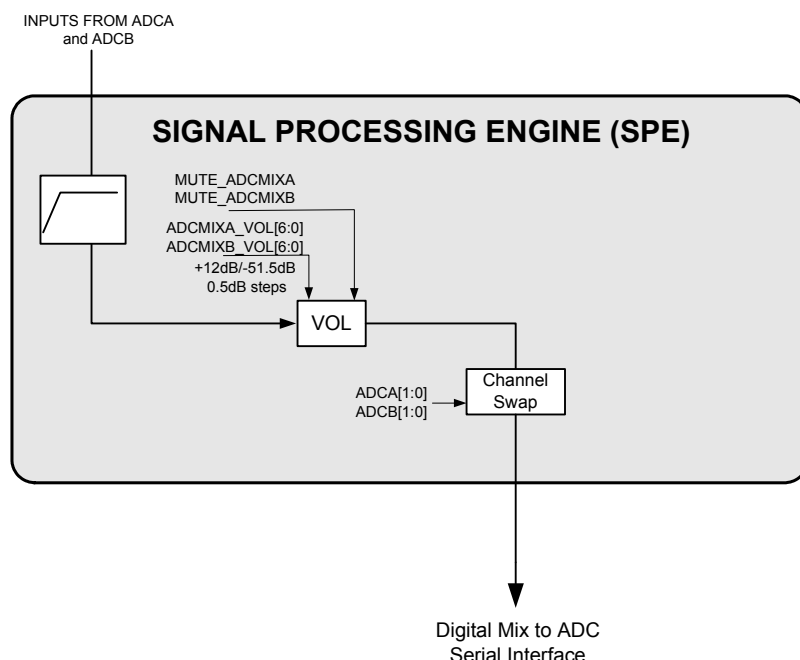 INPUTS FROM ADCA
and ADCB
SIGNAL PROCESSING ENGINE (SPE)
MUTE_ADCMIXA
MUTE_ADCMIXB
ADCMIXA_VOL[6:0]
ADCMIXB_VOL[6:0]
+12dB/-51.5dB
0.5dB steps
VOL
Channel
Swap
ADCA[1:0]
ADCB[1:0]
Digital Mix to ADC
Serial Interface